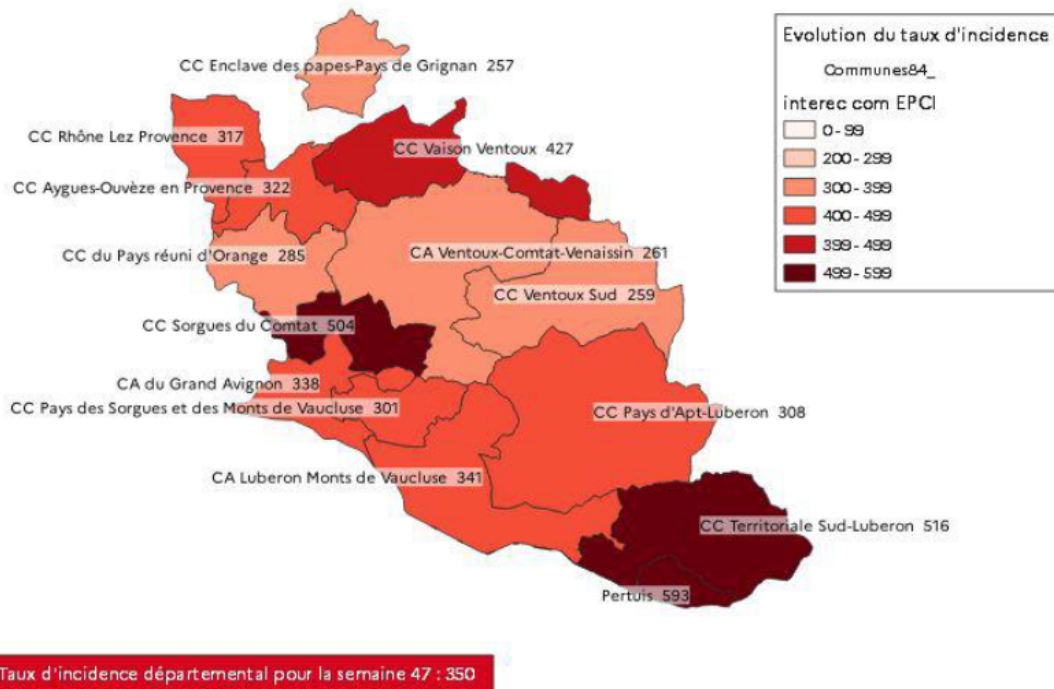 Evolution du taux d'incidence
Communes84_
interec com EPCI
0 - 99
200 - 299
300 - 399
400 - 499
399 - 499
499 - 599
CC Enclave des papes-Pays de Grignan 257
CC Rhône Lez Provence 317
CC Vaison Ventoux 427
CC Aygues-Ouvèze en Provence 322
CC du Pays réuni d'Orange 285
CA Ventoux-Comtat-Venaissin 261
CC Ventoux Sud 259
CC Sorgues du Comtat 504
CA du Grand Avignon 338
CC Pays des Sorgues et des Monts de Vaucluse 301
CC Pays d'Apt-Luberon 308
CA Luberon Monts de Vaucluse 341
CC Territoriale Sud-Luberon 516
Pertuis 593
Taux d'incidence départemental pour la semaine 47 : 350